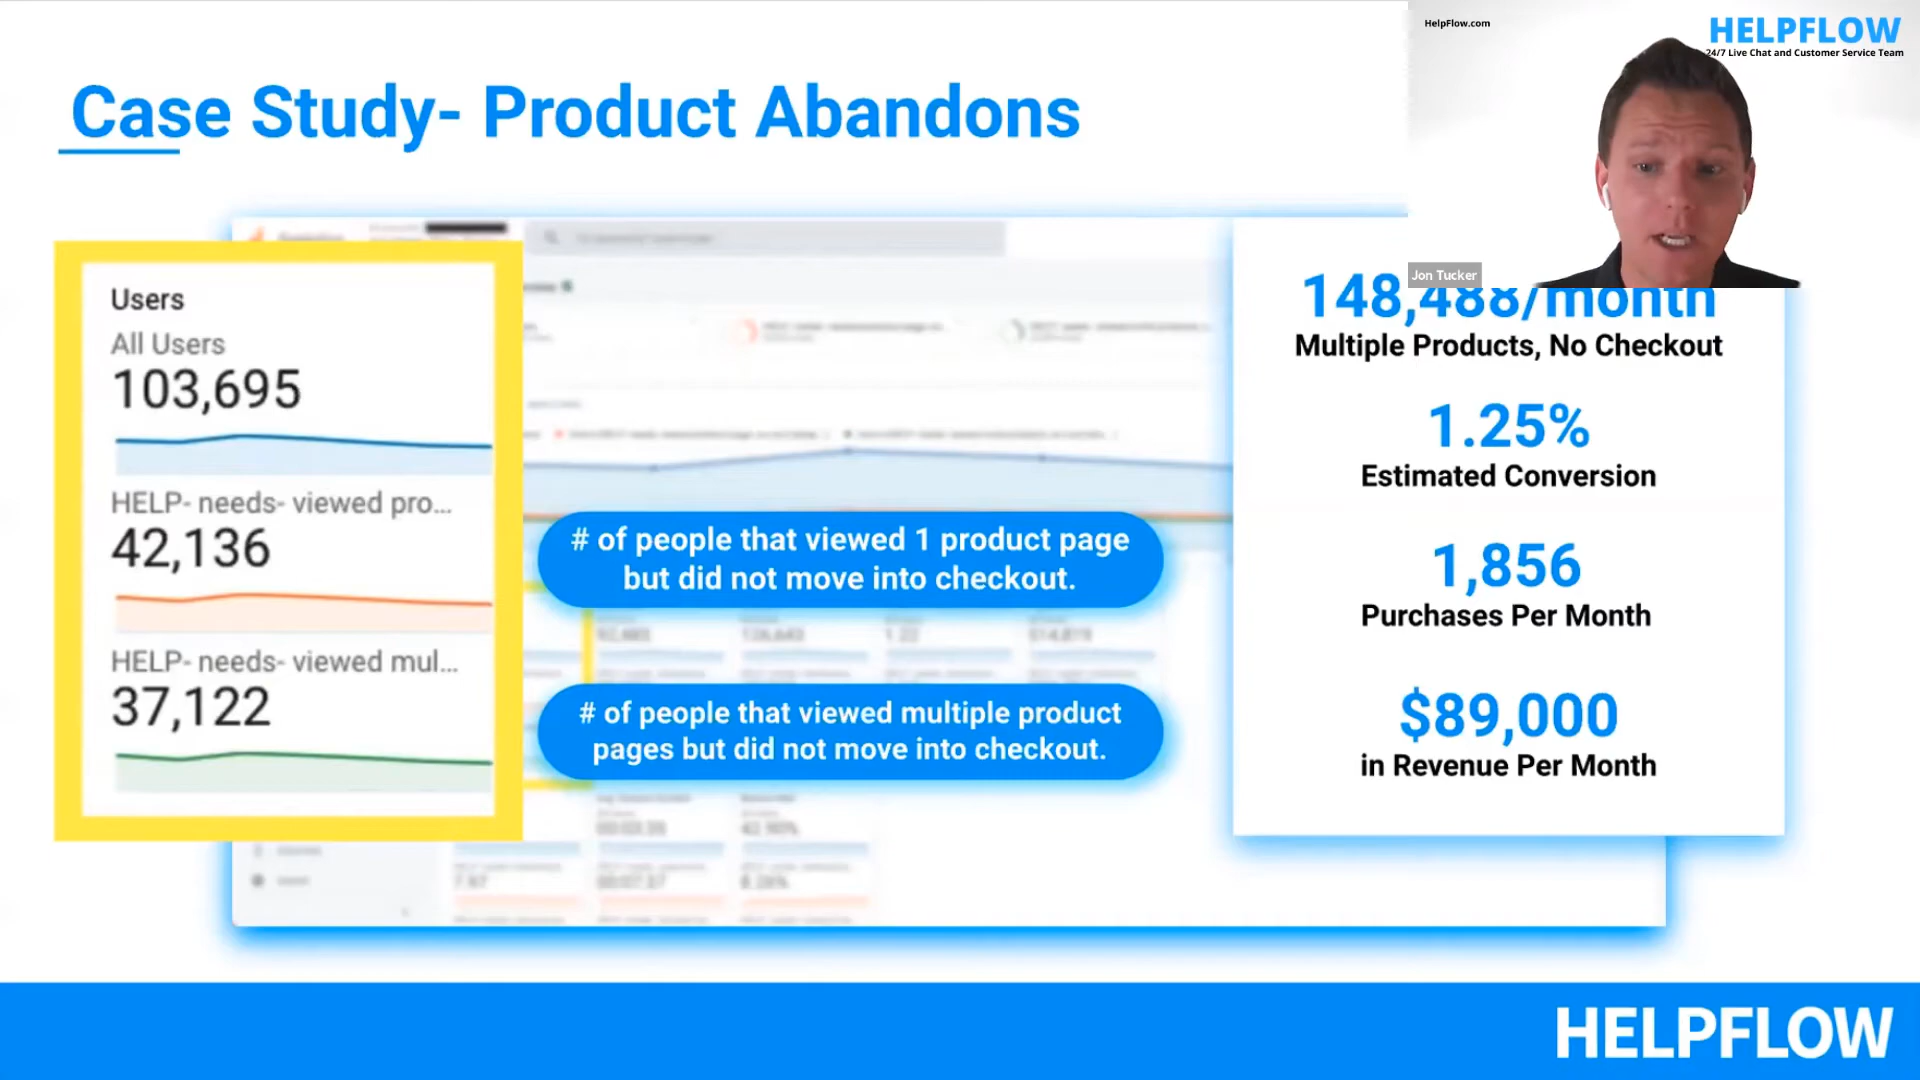 HelpFlow.com
HELPFLOW
24/7 Live Chat and Customer Service Team
Case Study- Product Abandons
Jon Tucker
Users
All Users
103,695
HELP- needs- viewed pro...
42,136
HELP- needs- viewed mul...
37,122
# of people that viewed 1 product page
but did not move into checkout.
# of people that viewed multiple product
pages but did not move into checkout.
148,488/month
Multiple Products, No Checkout
1.25%
Estimated Conversion
1,856
Purchases Per Month
$89,000
in Revenue Per Month
HELPFLOW